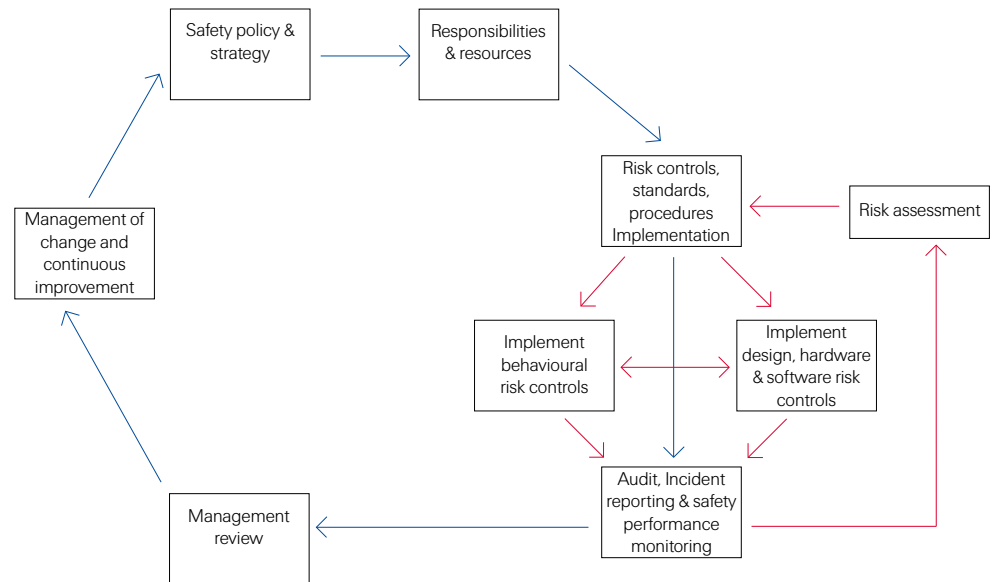 Safety policy &
strategy
Responsibilities
& resources
Risk controls,
standards,
procedures
Implementation
Risk assessment
Management of
change and
continuous
improvement
Implement
behavioural
risk controls
Implement
design, hardware
& software risk
controls
Audit, Incident
reporting & safety
performance
monitoring
Management
review